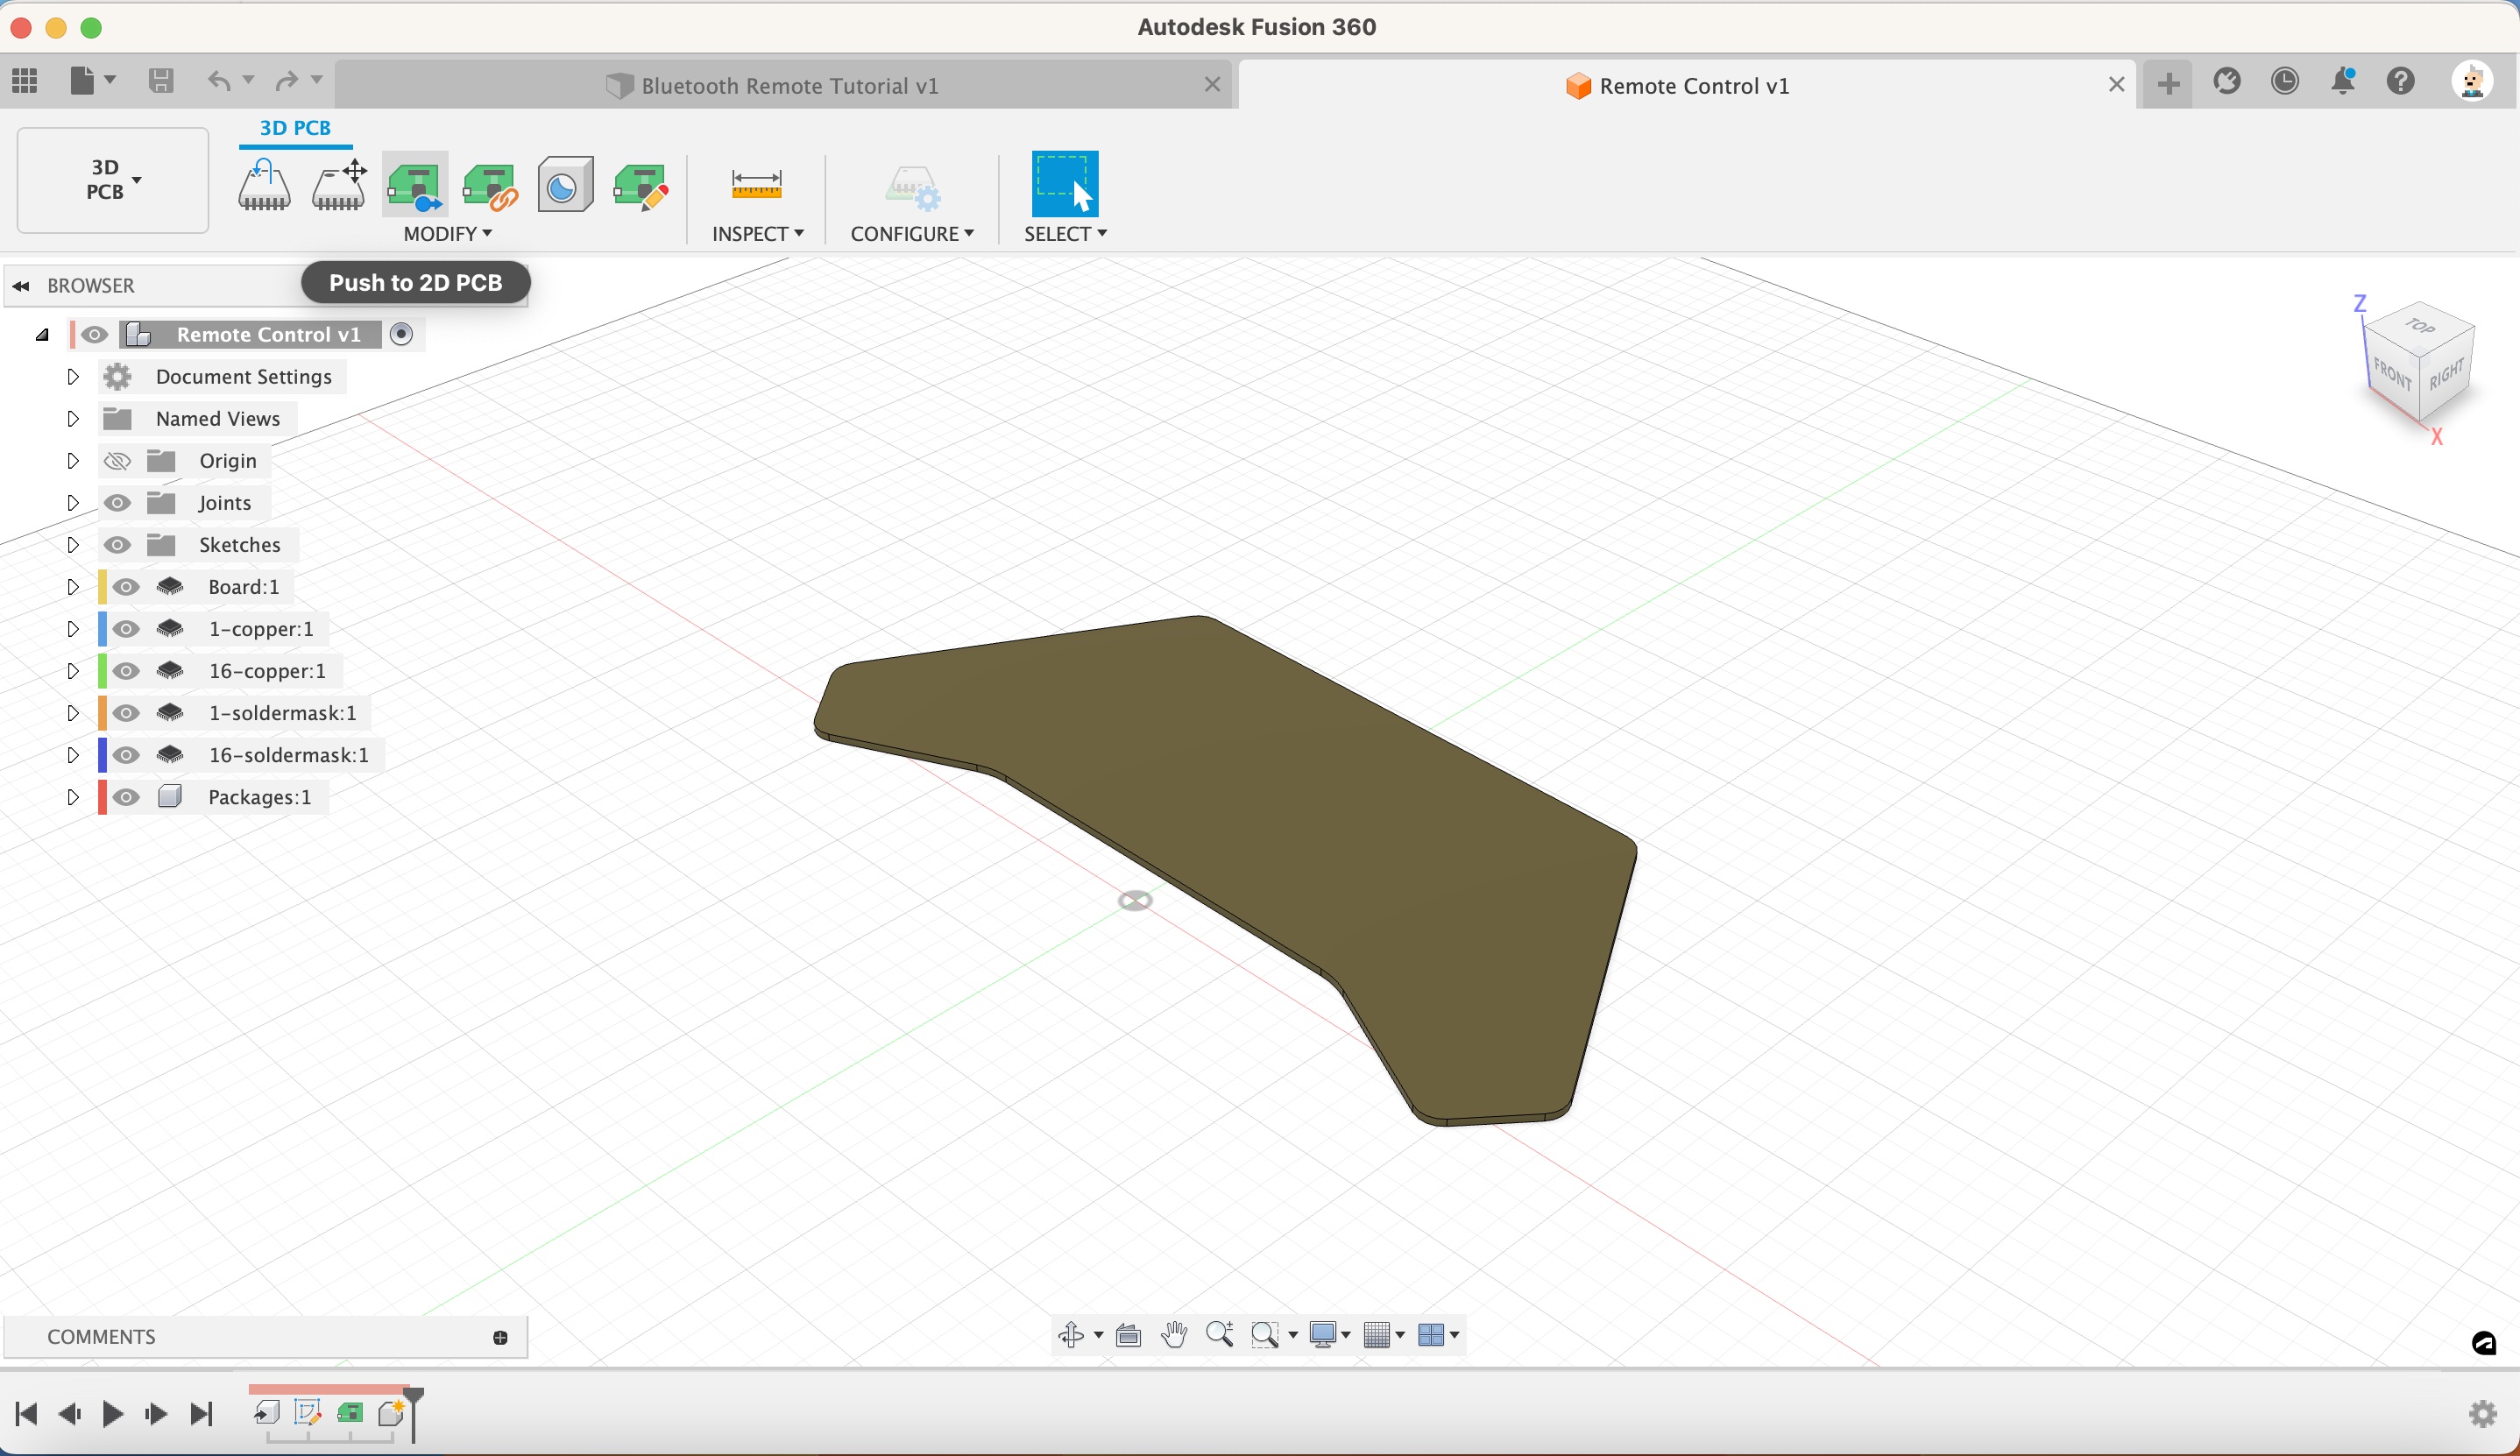 Autodesk Fusion 360
Bluetooth Remote Tutorial v1
Remote Control v1
3D PCB
3D
PCB
MODIFY
INSPECT
CONFIGURE
SELECT
Push to 2D PCB
BROWSER
Remote Control v1
Document Settings
Named Views
Origin
Joints
Sketches
Board:1
1-copper:1
16-copper:1
1-soldermask:1
16-soldermask:1
Packages:1
Z
TOP
FRONT
RIGHT
X
COMMENTS